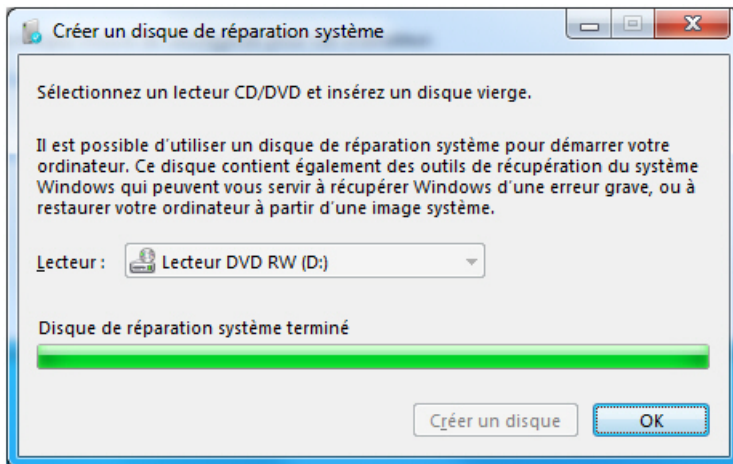 Créer un disque de réparation système
Sélectionnez un lecteur CD/DVD et insérez un disque vierge.
Il est possible d'utiliser un disque de réparation système pour démarrer votre
ordinateur. Ce disque contient également des outils de récupération du système
Windows qui peuvent vous servir à récupérer Windows d'une erreur grave, ou à
restaurer votre ordinateur à partir d'une image système.
Lecteur : Lecteur DVD RW (D:)
Disque de réparation système terminé
Créer un disque OK